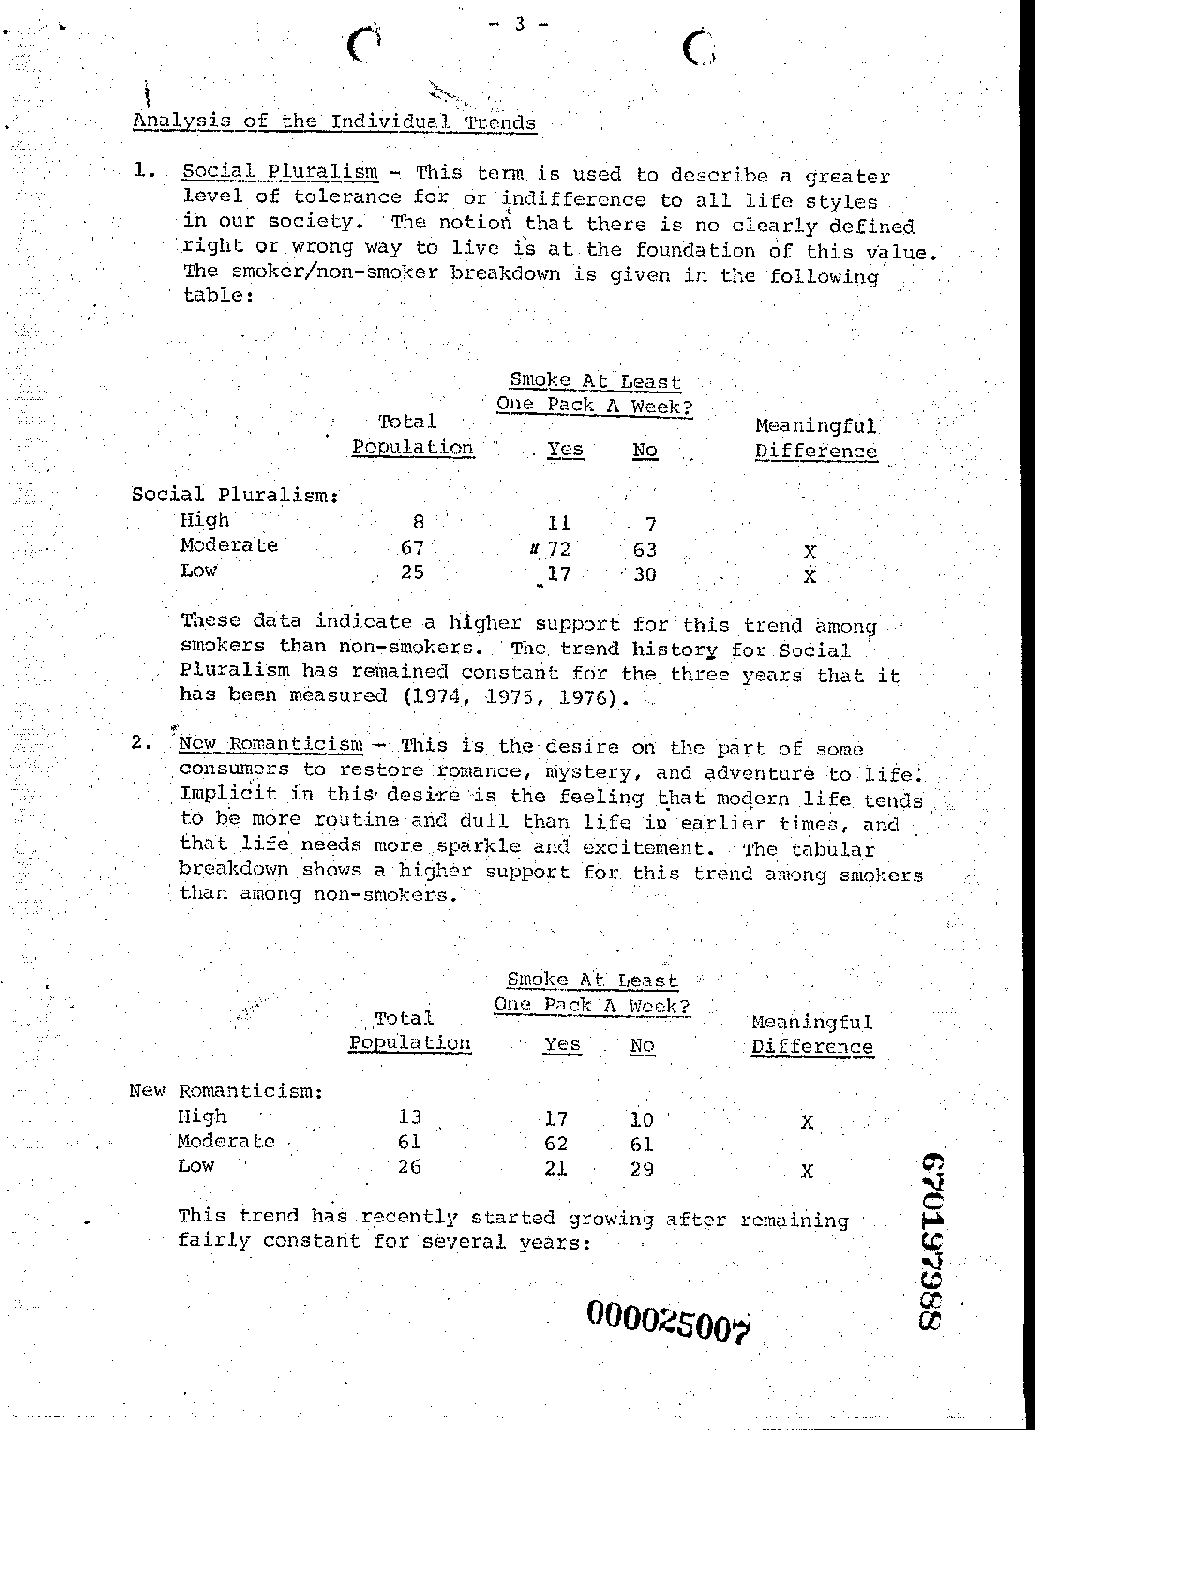 - 3 -
Analysis of the Individual Trends
1. Social Pluralism - This term is used to describe a greater
level of tolerance for or indifference to all life styles
in our society. The notion that there is no clearly defined
right or wrong way to live is at the foundation of this value.
The smoker/non-smoker breakdown is given in the following
table:
Smoke At Least
One Pack A Week?
Total Meaningful
Population Yes No Difference
Social Pluralism:
High 8 11 7
Moderate 67 72 63 X
Low 25 17 30 X
These data indicate a higher support for this trend among
smokers than non-smokers. The trend history for Social
Pluralism has remained constant for the three years that it
has been measured (1974, 1975, 1976).
2. New Romanticism - This is the desire on the part of some
consumers to restore romance, mystery, and adventure to life.
Implicit in this desire is the feeling that modern life tends
to be more routine and dull than life in earlier times, and
that life needs more sparkle and excitement. The tabular
breakdown shows a higher support for this trend among smokers
than among non-smokers.
Smoke At Least
One Pack A Week?
Total Meaningful
Population Yes No Difference
New Romanticism:
High 13 17 10 X
Moderate 61 62 61
Low 26 21 29 X
This trend has recently started growing after remaining
fairly constant for several years:
000025007
670197988